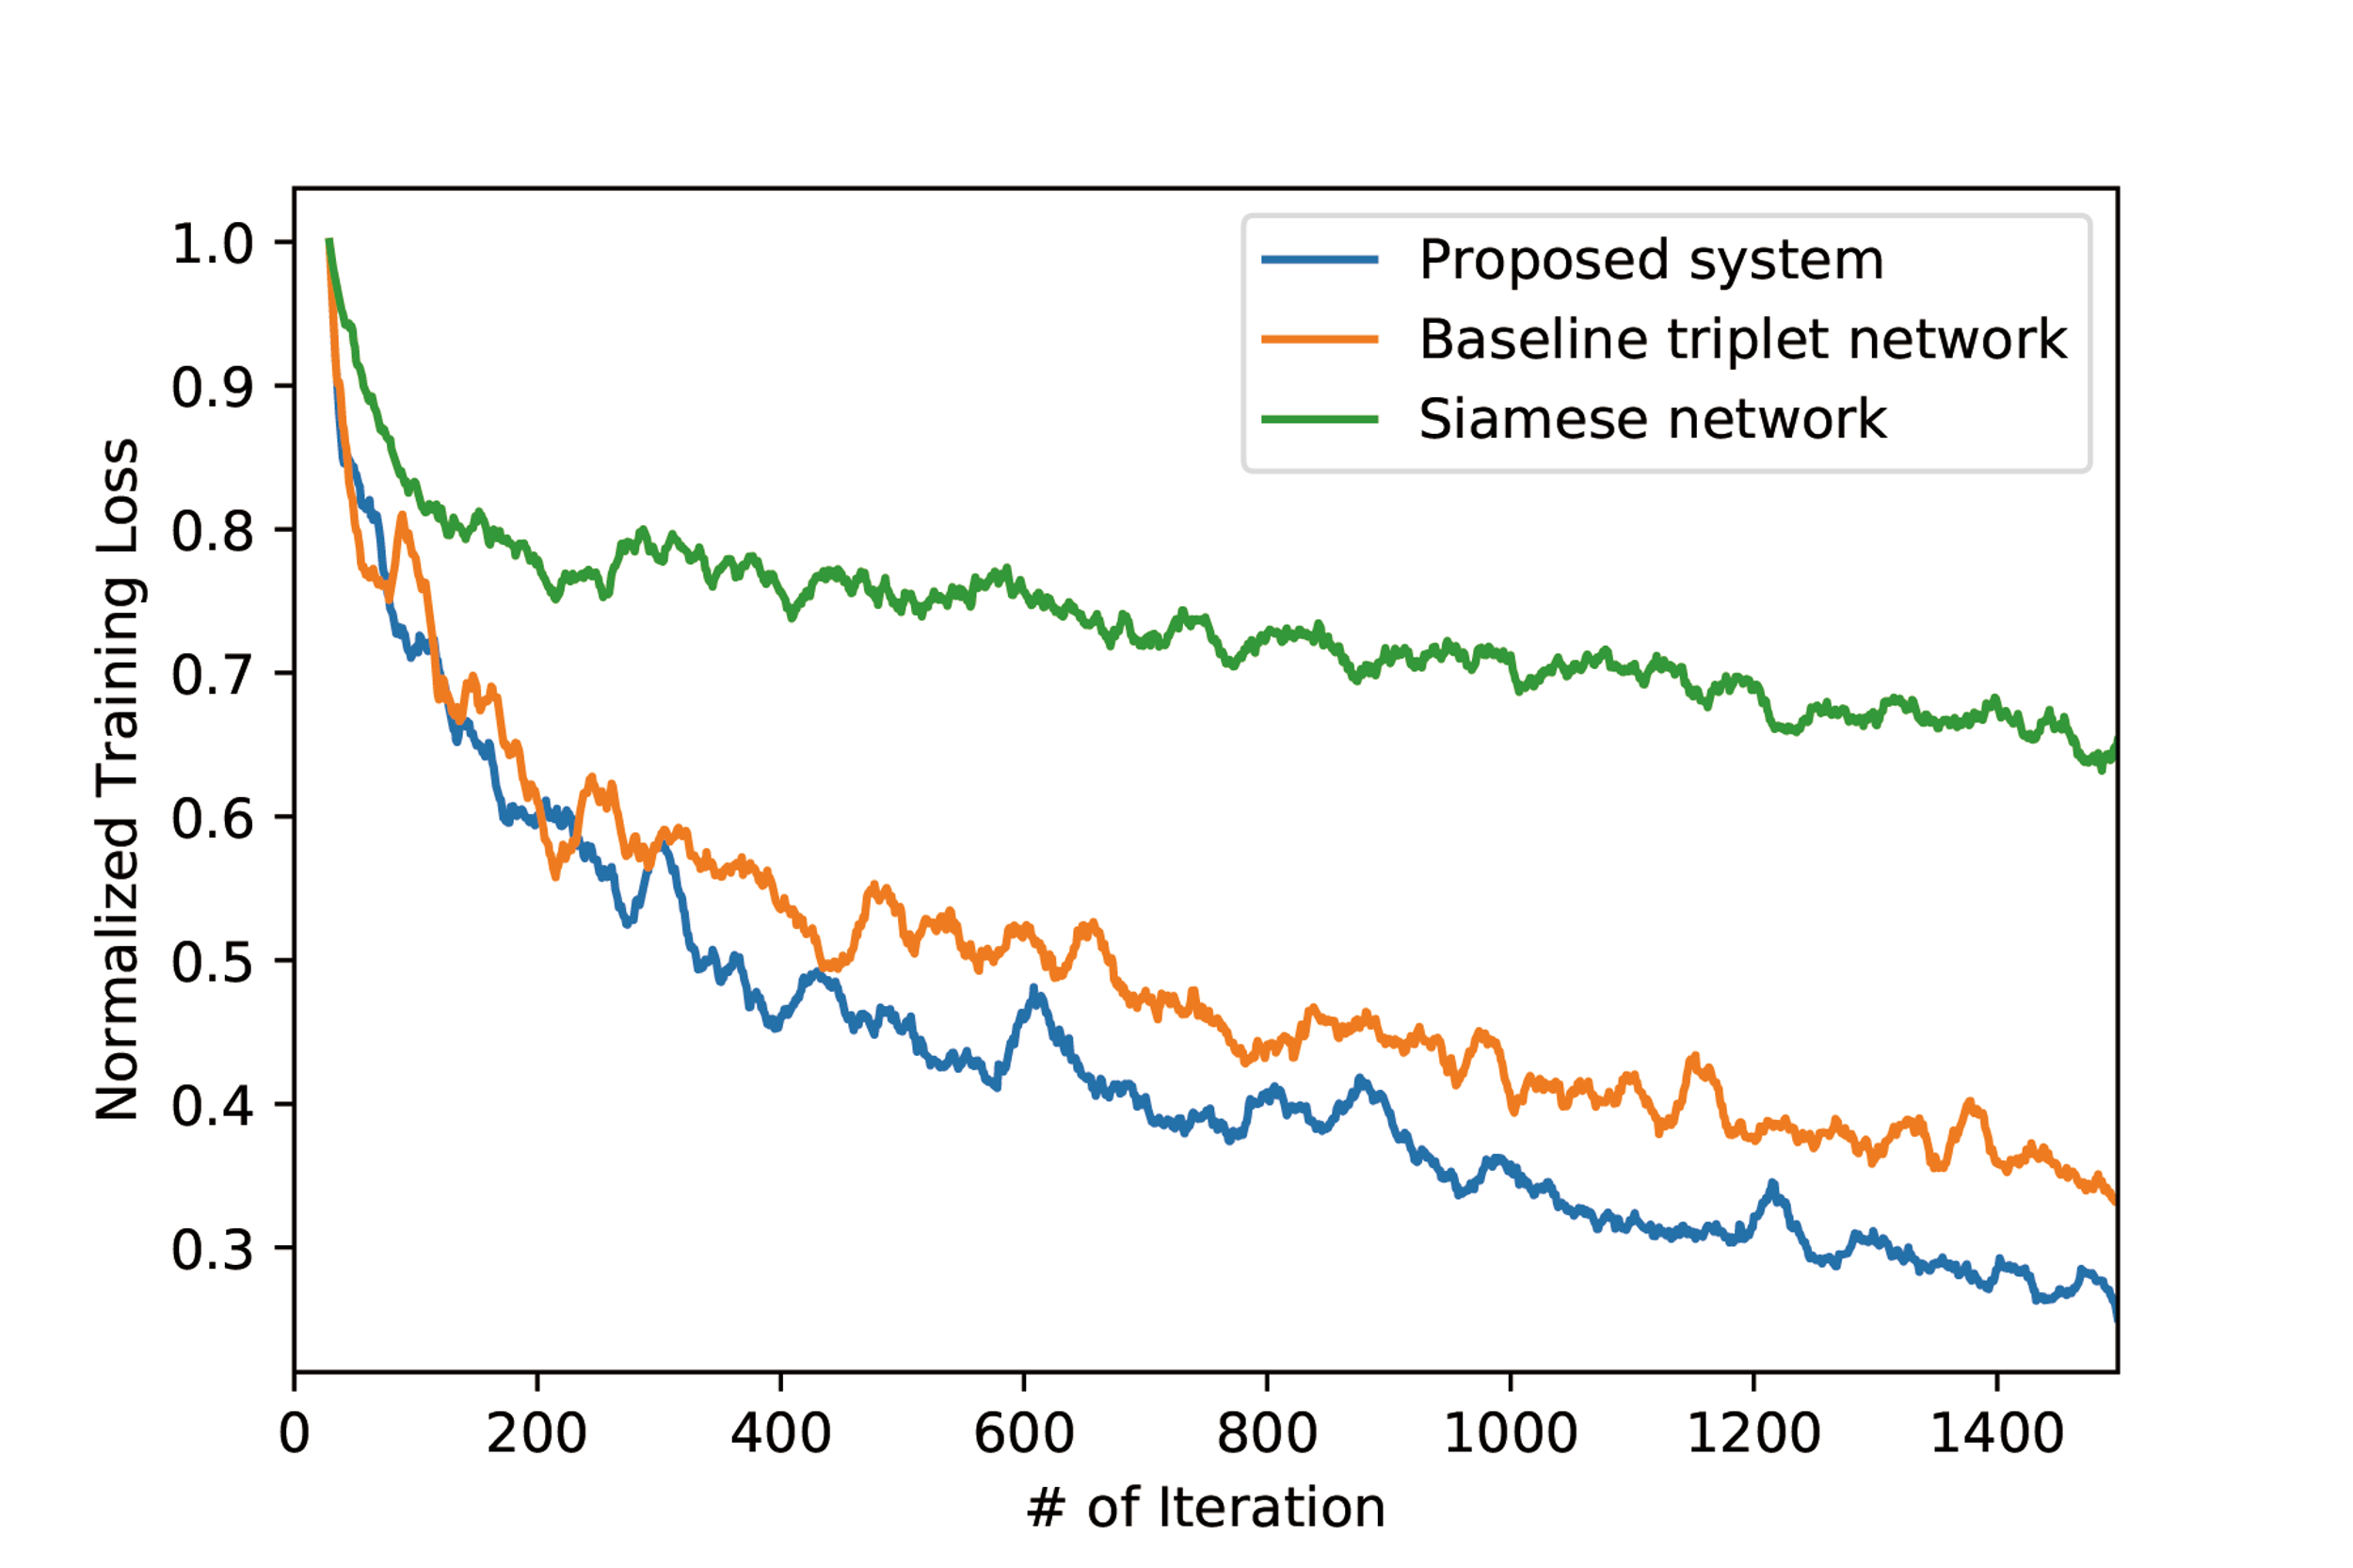 Proposed system
Baseline triplet network
Siamese network
1.0
0.9
0.8
0.7
0.6
0.5
0.4
0.3
Normalized Training Loss
0 200 400 600 800 1000 1200 1400
# of Iteration